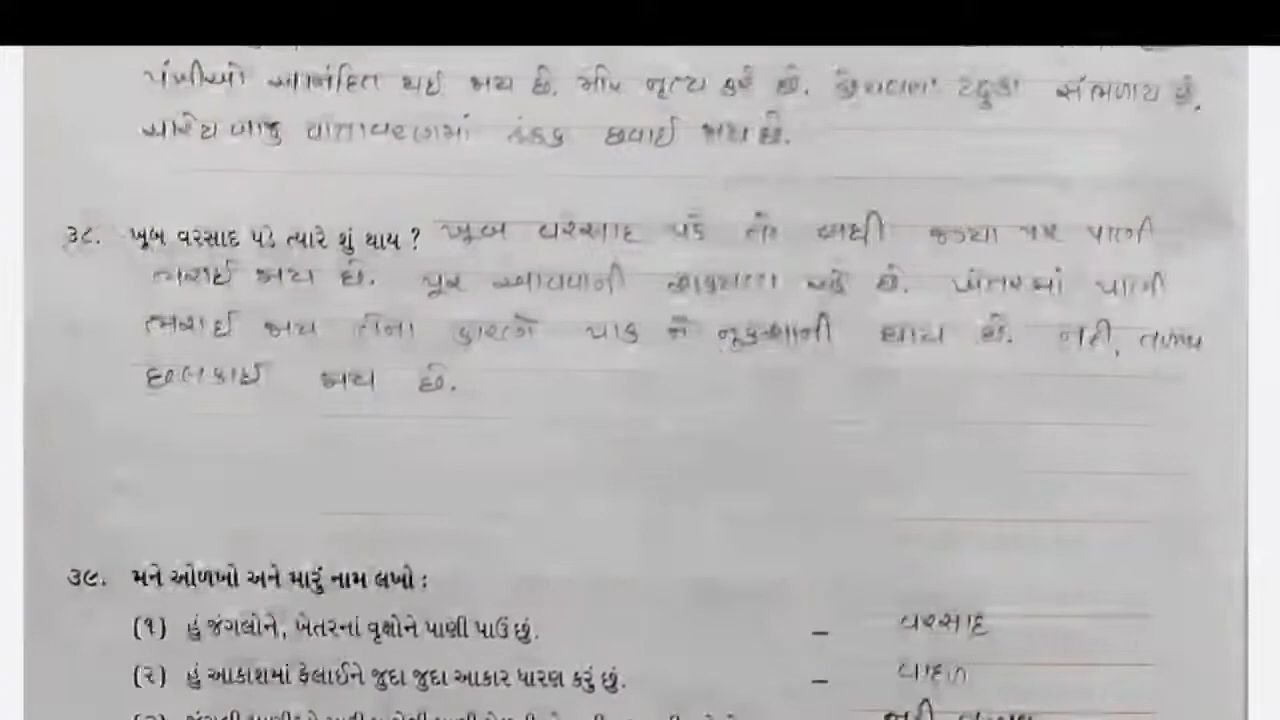 પંખીઓ આનંદિત થઈ જાય છે. મોર નૃત્ય કરે છે. કોયલના ટહુકા સંભળાય છે.
ચારેય બાજુ વાતાવરણમાં ઠંડક છવાઈ જાય છે.
૩૮. ખૂબ વરસાદ પડે ત્યારે શું થાય ? ખૂબ વરસાદ પડે તો બધી જગ્યા પર પાણી
ભરાઈ જાય છે. પૂર આવવાની શક્યતા રહે છે. ખેતરમાં પાણી
ભરાઈ જાય તેના કારણે પાક ને નૂકશાની થાય છે. નદી, તળાવ
છલકાઈ જાય છે.
૩૯. મને ઓળખો અને મારું નામ લખો :
(૧) હું જંગલોને, ખેતરનાં વૃક્ષોને પાણી પાઉં છું. – વરસાદ
(૨) હું આકાશમાં ફેલાઈને જુદા જુદા આકાર ધારણ કરું છું. – વાદળ